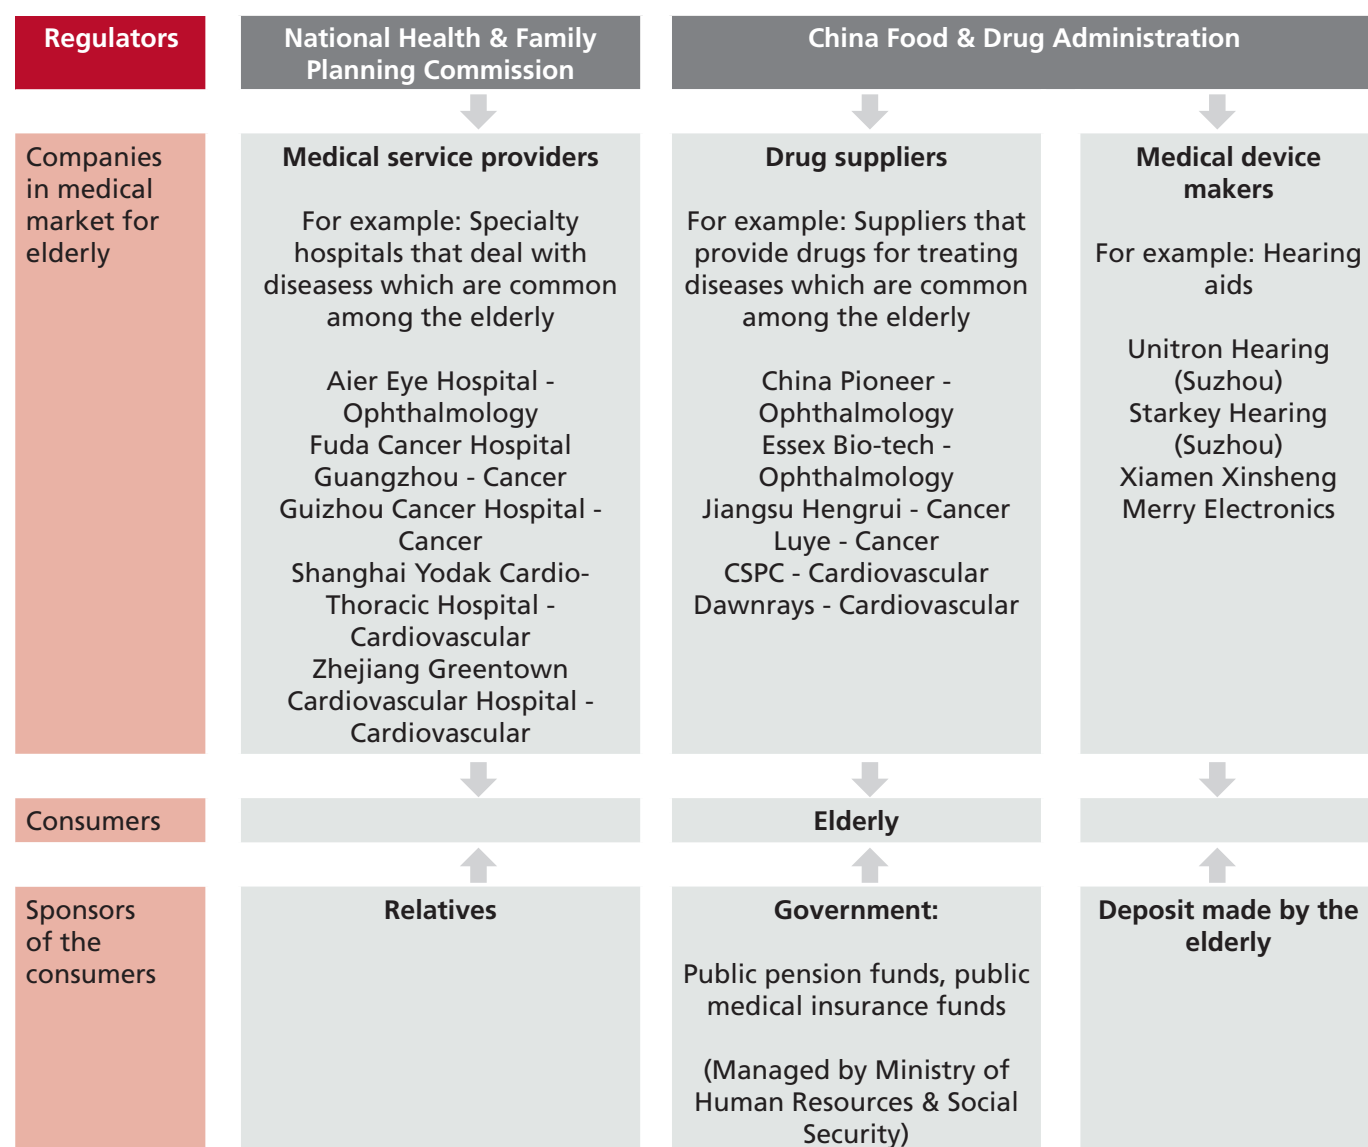 Regulators
National Health & Family
Planning Commission
China Food & Drug Administration
Companies
in medical
market for
elderly
Medical service providers
For example: Specialty
hospitals that deal with
diseasess which are common
among the elderly
Aier Eye Hospital -
Ophthalmology
Fuda Cancer Hospital
Guangzhou - Cancer
Guizhou Cancer Hospital -
Cancer
Shanghai Yodak Cardio-
Thoracic Hospital -
Cardiovascular
Zhejiang Greentown
Cardiovascular Hospital -
Cardiovascular
Drug suppliers
For example: Suppliers that
provide drugs for treating
diseases which are common
among the elderly
China Pioneer -
Ophthalmology
Essex Bio-tech -
Ophthalmology
Jiangsu Hengrui - Cancer
Luye - Cancer
CSPC - Cardiovascular
Dawnrays - Cardiovascular
Medical device
makers
For example: Hearing
aids
Unitron Hearing
(Suzhou)
Starkey Hearing
(Suzhou)
Xiamen Xinsheng
Merry Electronics
Consumers
Elderly
Sponsors
of the
consumers
Relatives
Government:
Public pension funds, public
medical insurance funds
(Managed by Ministry of
Human Resources & Social
Security)
Deposit made by the
elderly